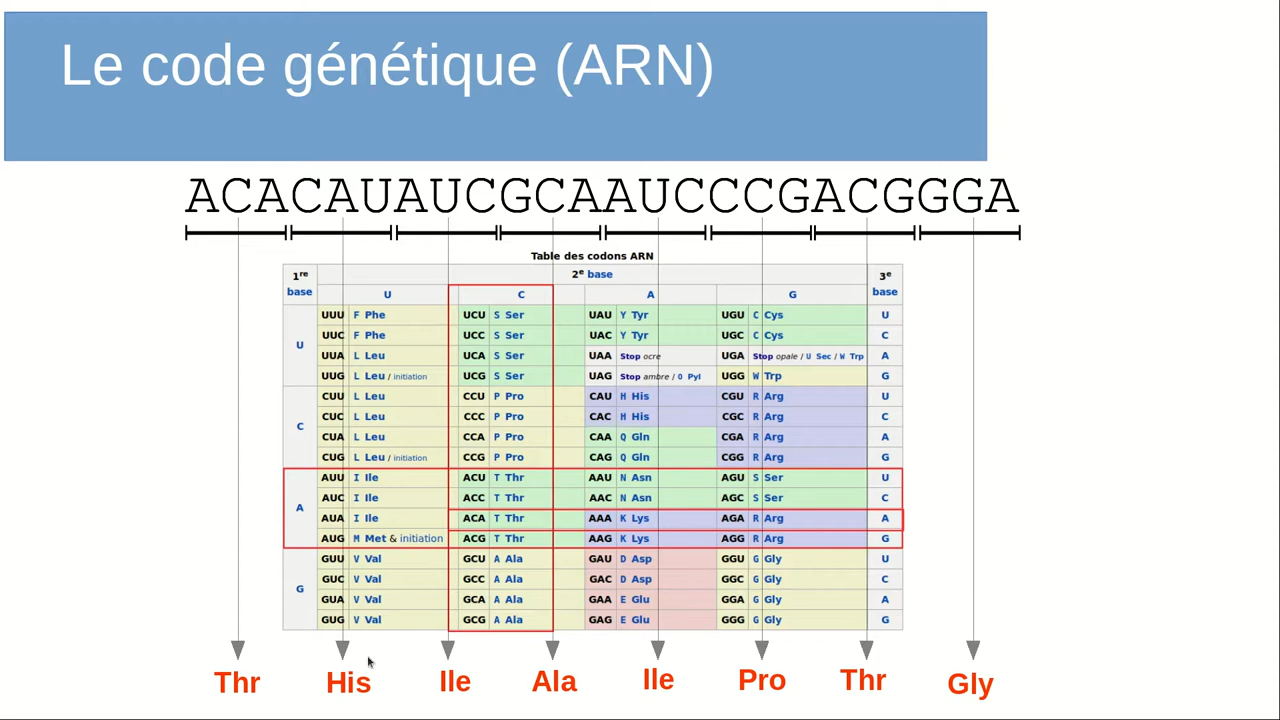 Le code génétique (ARN)
ACACAUAUCGCAAUCCCGACGGGA
Table des codons ARN
1re base 2e base 3e base
U C A G
U UUU F Phe UCU S Ser UAU Y Tyr UGU C Cys U
UUC F Phe UCC S Ser UAC Y Tyr UGC C Cys C
UUA L Leu UCA S Ser UAA Stop ocre UGA Stop opale / U Sec / W Trp A
UUG L Leu / initiation UCG S Ser UAG Stop ambre / O Pyl UGG W Trp G
C CUU L Leu CCU P Pro CAU H His CGU R Arg U
CUC L Leu CCC P Pro CAC H His CGC R Arg C
CUA L Leu CCA P Pro CAA Q Gln CGA R Arg A
CUG L Leu / initiation CCG P Pro CAG Q Gln CGG R Arg G
A AUU I Ile ACU T Thr AAU N Asn AGU S Ser U
AUC I Ile ACC T Thr AAC N Asn AGC S Ser C
AUA I Ile ACA T Thr AAA K Lys AGA R Arg A
AUG M Met & initiation ACG T Thr AAG K Lys AGG R Arg G
G GUU V Val GCU A Ala GAU D Asp GGU G Gly U
GUC V Val GCC A Ala GAC D Asp GGC G Gly C
GUA V Val GCA A Ala GAA E Glu GGA G Gly A
GUG V Val GCG A Ala GAG E Glu GGG G Gly G
Thr His Ile Ala Ile Pro Thr Gly